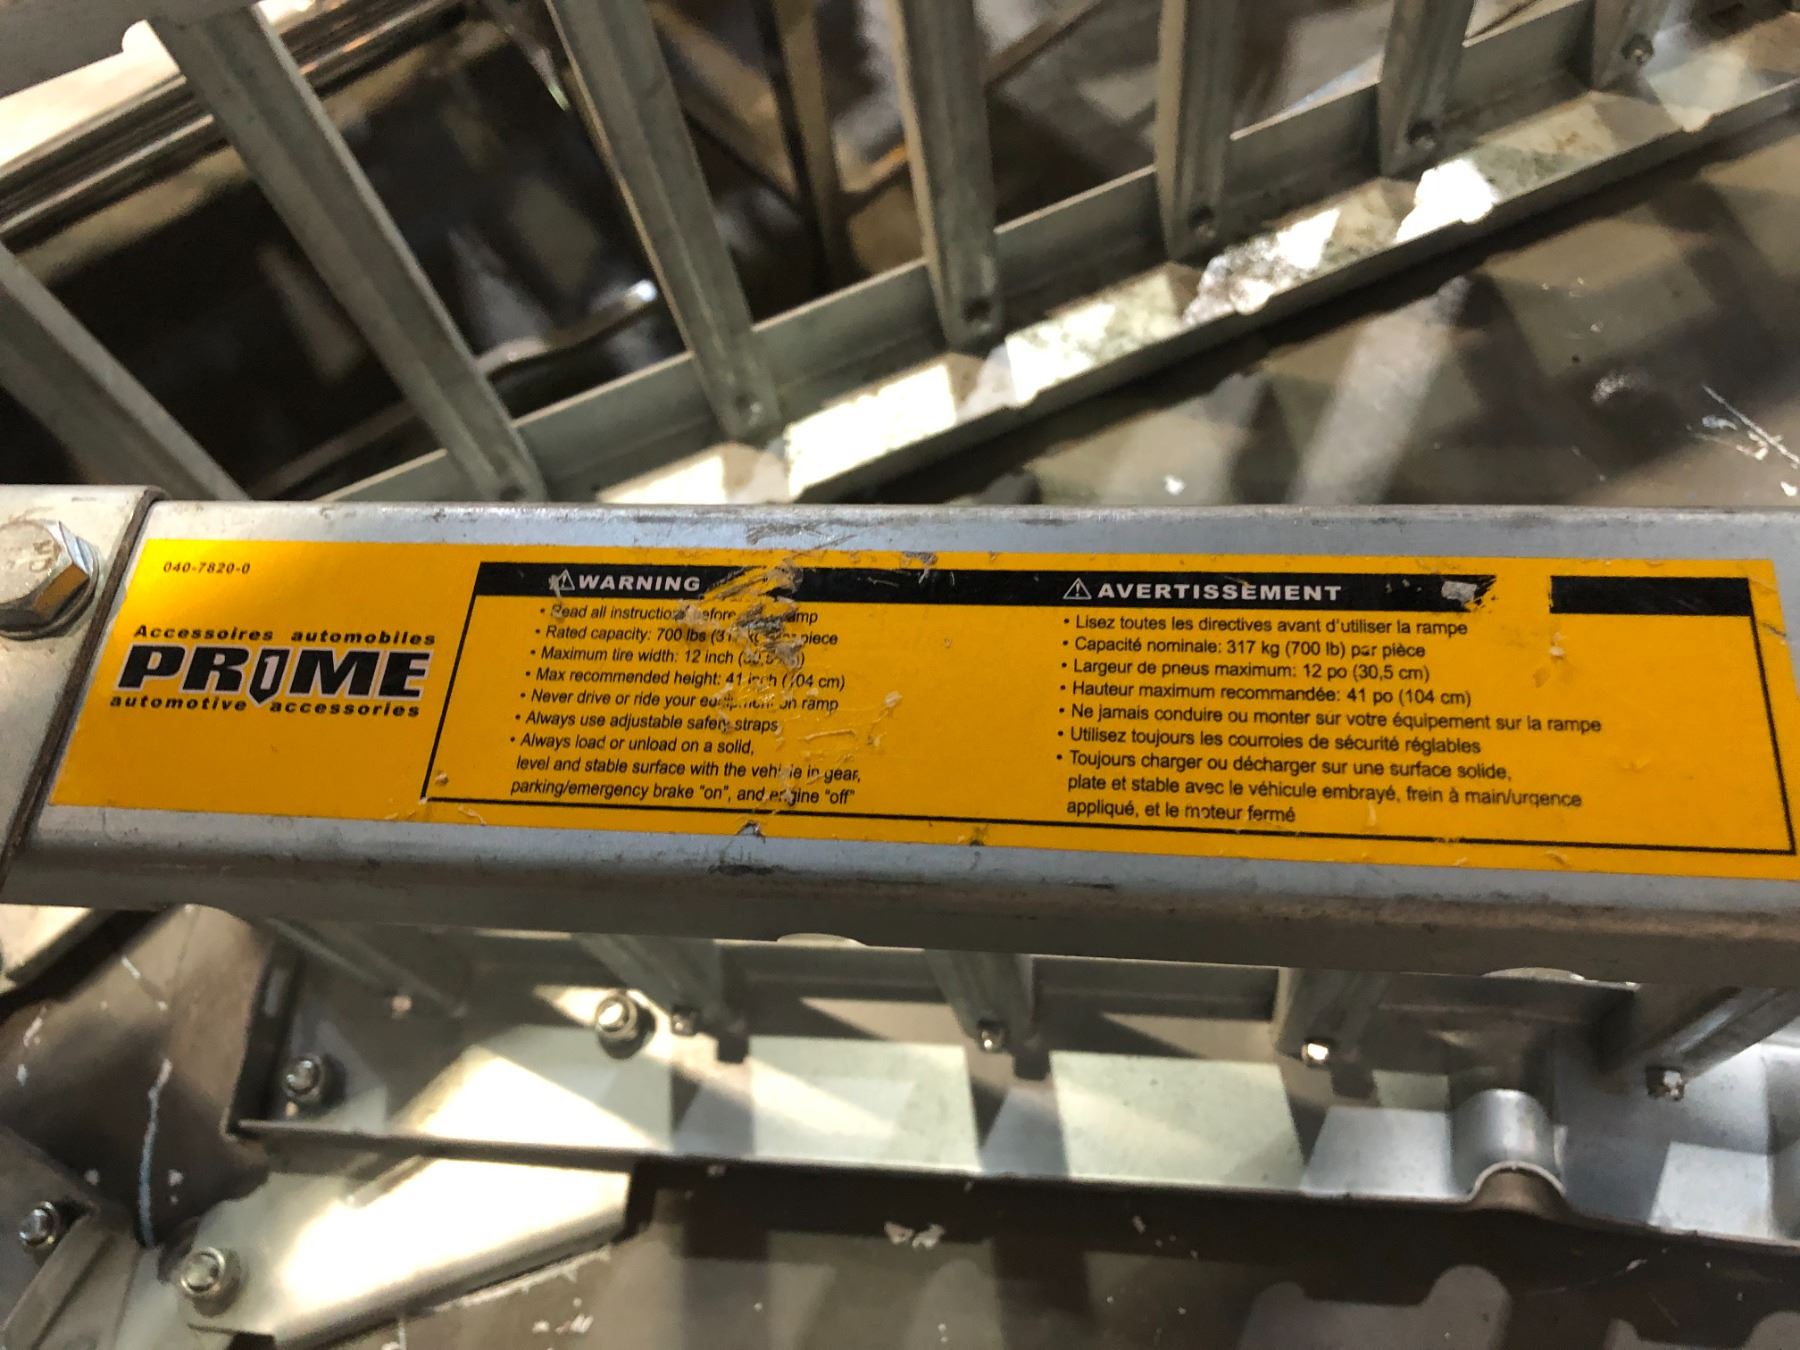 040-7820-0
Accessoires automobiles
PR1ME
automotive accessories
WARNING
• Read all instructions before ramp
• Rated capacity: 700 lbs piece
• Maximum tire width: 12 inch
• Max recommended height: 41 inch (104 cm)
• Never drive or ride your equipment on ramp
• Always use adjustable safety straps
• Always load or unload on a solid,
level and stable surface with the vehicle in gear,
parking/emergency brake "on", and engine "off"
AVERTISSEMENT
• Lisez toutes les directives avant d'utiliser la rampe
• Capacité nominale: 317 kg (700 lb) par pièce
• Largeur de pneus maximum: 12 po (30,5 cm)
• Hauteur maximum recommandée: 41 po (104 cm)
• Ne jamais conduire ou monter sur votre équipement sur la rampe
• Utilisez toujours les courroies de sécurité réglables
• Toujours charger ou décharger sur une surface solide,
plate et stable avec le véhicule embrayé, frein à main/urgence
appliqué, et le moteur fermé